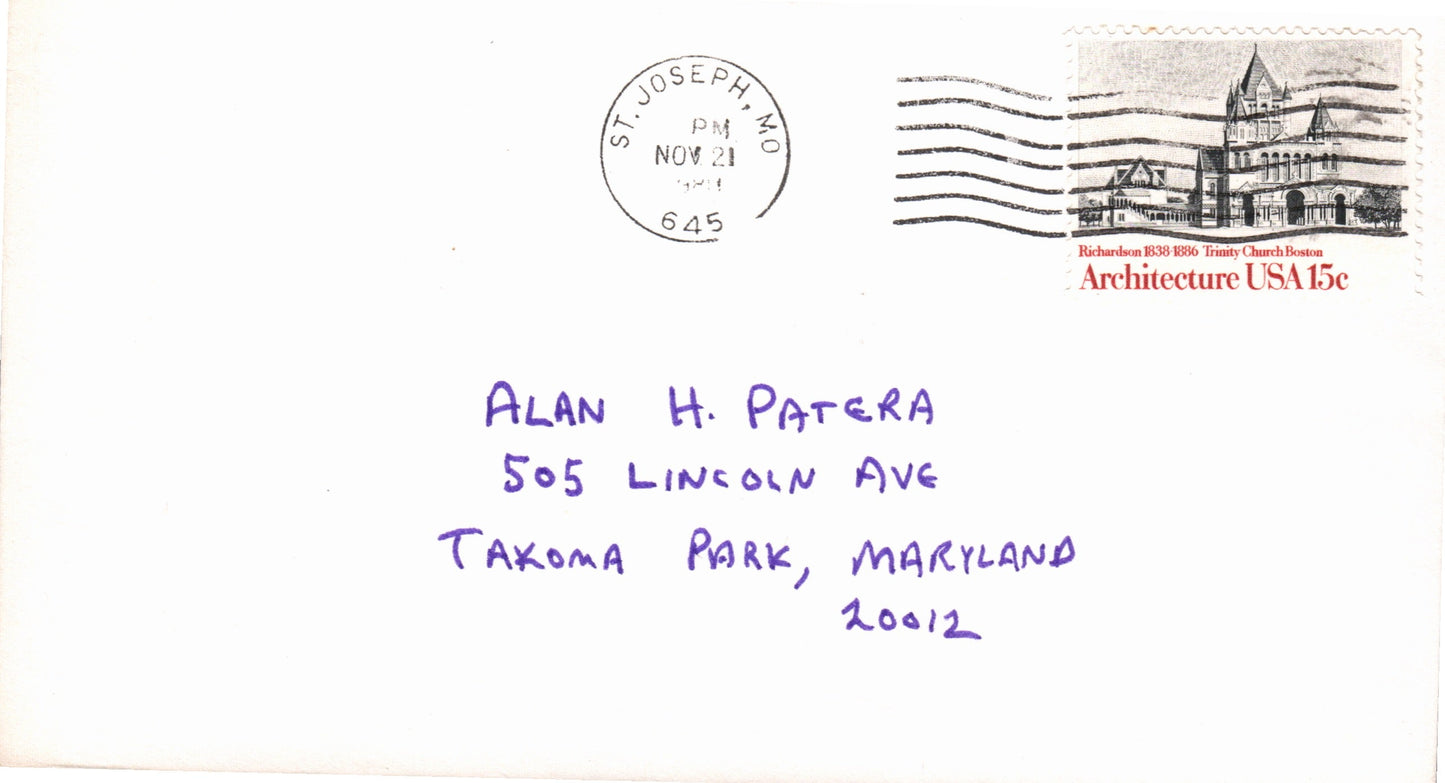 ST. JOSEPH, MO
PM
NOV 21
645
Richardson 1838-1886 Trinity Church Boston
Architecture USA 15c
ALAN H. PATERA
505 LINCOLN AVE
TAKOMA PARK, MARYLAND
20012